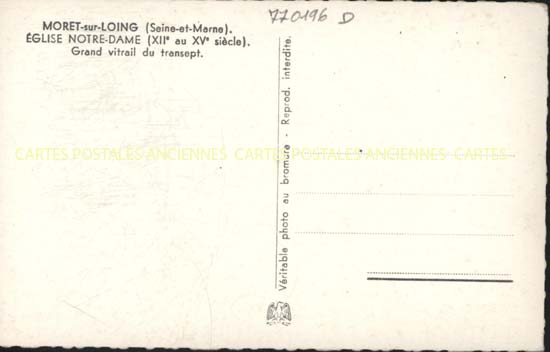 770196 D
MORET-sur-LOING (Seine-et-Marne).
ÉGLISE NOTRE-DAME (XIIe au XVe siècle).
Grand vitrail du transept.
CARTES POSTALES ANCIENNES CARTES POSTALES ANCIENNES
Véritable photo au bromure - Reprod. interdite.